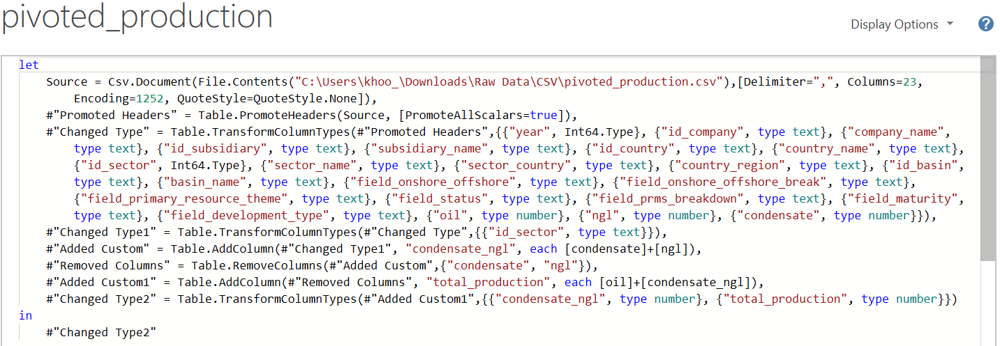 pivoted_production
Display Options
?
let
Source = Csv.Document(File.Contents("C:\Users\khoo_\Downloads\Raw Data\CSV\pivoted_production.csv"),[Delimiter=",", Columns=23,
Encoding=1252, QuoteStyle=QuoteStyle.None]),
#"Promoted Headers" = Table.PromoteHeaders(Source, [PromoteAllScalars=true]),
#"Changed Type" = Table.TransformColumnTypes(#"Promoted Headers",{{"year", Int64.Type}, {"id_company", type text}, {"company_name",
type text}, {"id_subsidiary", type text}, {"subsidiary_name", type text}, {"id_country", type text}, {"country_name", type text},
{"id_sector", Int64.Type}, {"sector_name", type text}, {"sector_country", type text}, {"country_region", type text}, {"id_basin",
type text}, {"basin_name", type text}, {"field_onshore_offshore", type text}, {"field_onshore_offshore_break", type text},
{"field_primary_resource_theme", type text}, {"field_status", type text}, {"field_prms_breakdown", type text}, {"field_maturity",
type text}, {"field_development_type", type text}, {"oil", type number}, {"ngl", type number}, {"condensate", type number}}),
#"Changed Type1" = Table.TransformColumnTypes(#"Changed Type",{{"id_sector", type text}}),
#"Added Custom" = Table.AddColumn(#"Changed Type1", "condensate_ngl", each [condensate]+[ngl]),
#"Removed Columns" = Table.RemoveColumns(#"Added Custom",{"condensate", "ngl"}),
#"Added Custom1" = Table.AddColumn(#"Removed Columns", "total_production", each [oil]+[condensate_ngl]),
#"Changed Type2" = Table.TransformColumnTypes(#"Added Custom1",{{"condensate_ngl", type number}, {"total_production", type number}})
in
#"Changed Type2"